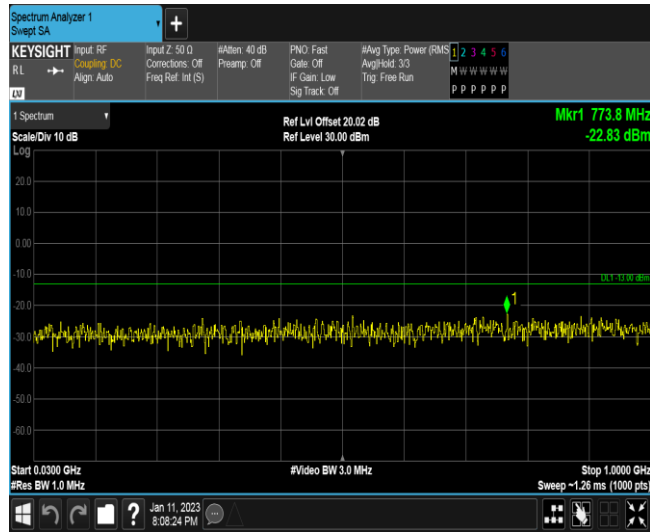 Spectrum Analyzer 1
Swept SA
+
KEYSIGHT
RL
LXI
Input: RF
Coupling: DC
Align: Auto
Input Z: 50 Ω
Corrections: Off
Freq Ref: Int (S)
#Atten: 40 dB
Preamp: Off
PNO: Fast
Gate: Off
IF Gain: Low
Sig Track: Off
#Avg Type: Power (RMS
Avg|Hold: 3/3
Trig: Free Run
1 2 3 4 5 6
M W W W W W
P P P P P P
1 Spectrum
Scale/Div 10 dB
Log
Ref Lvl Offset 20.02 dB
Ref Level 30.00 dBm
Mkr1 773.8 MHz
-22.83 dBm
20.0
10.0
0.00
-10.0
DL1 -13.00 dBm
1
-20.0
-30.0
-40.0
-50.0
-60.0
Start 0.0300 GHz
#Video BW 3.0 MHz
Stop 1.0000 GHz
#Res BW 1.0 MHz
Sweep ~1.26 ms (1000 pts)
?
Jan 11, 2023
8:08:24 PM